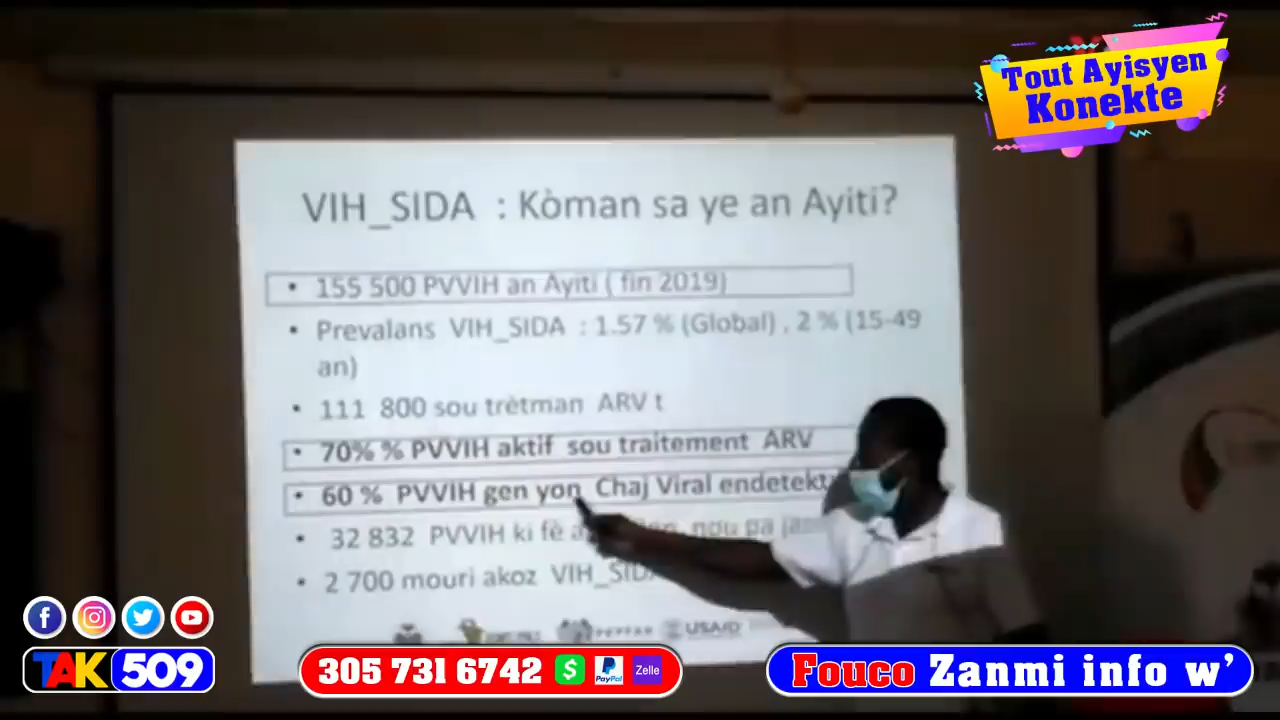 Tout Ayisyen
Konekte
VIH_SIDA : Kòman sa ye an Ayiti?
• 155 500 PVVIH an Ayiti ( fin 2019)
• Prevalans VIH_SIDA : 1.57 % (Global) , 2 % (15-49
an)
• 111 800 sou trètman ARV t
• 70% % PVVIH aktif sou traitement ARV
• 60 % PVVIH gen yon Chaj Viral
• 32 832 PVVIH ki fè
• 2 700 mouri akoz VIH_SIDA
PEPFAR USAID
TAK 509
305 731 6742 $ PayPal Zelle
Fouco Zanmi info w'